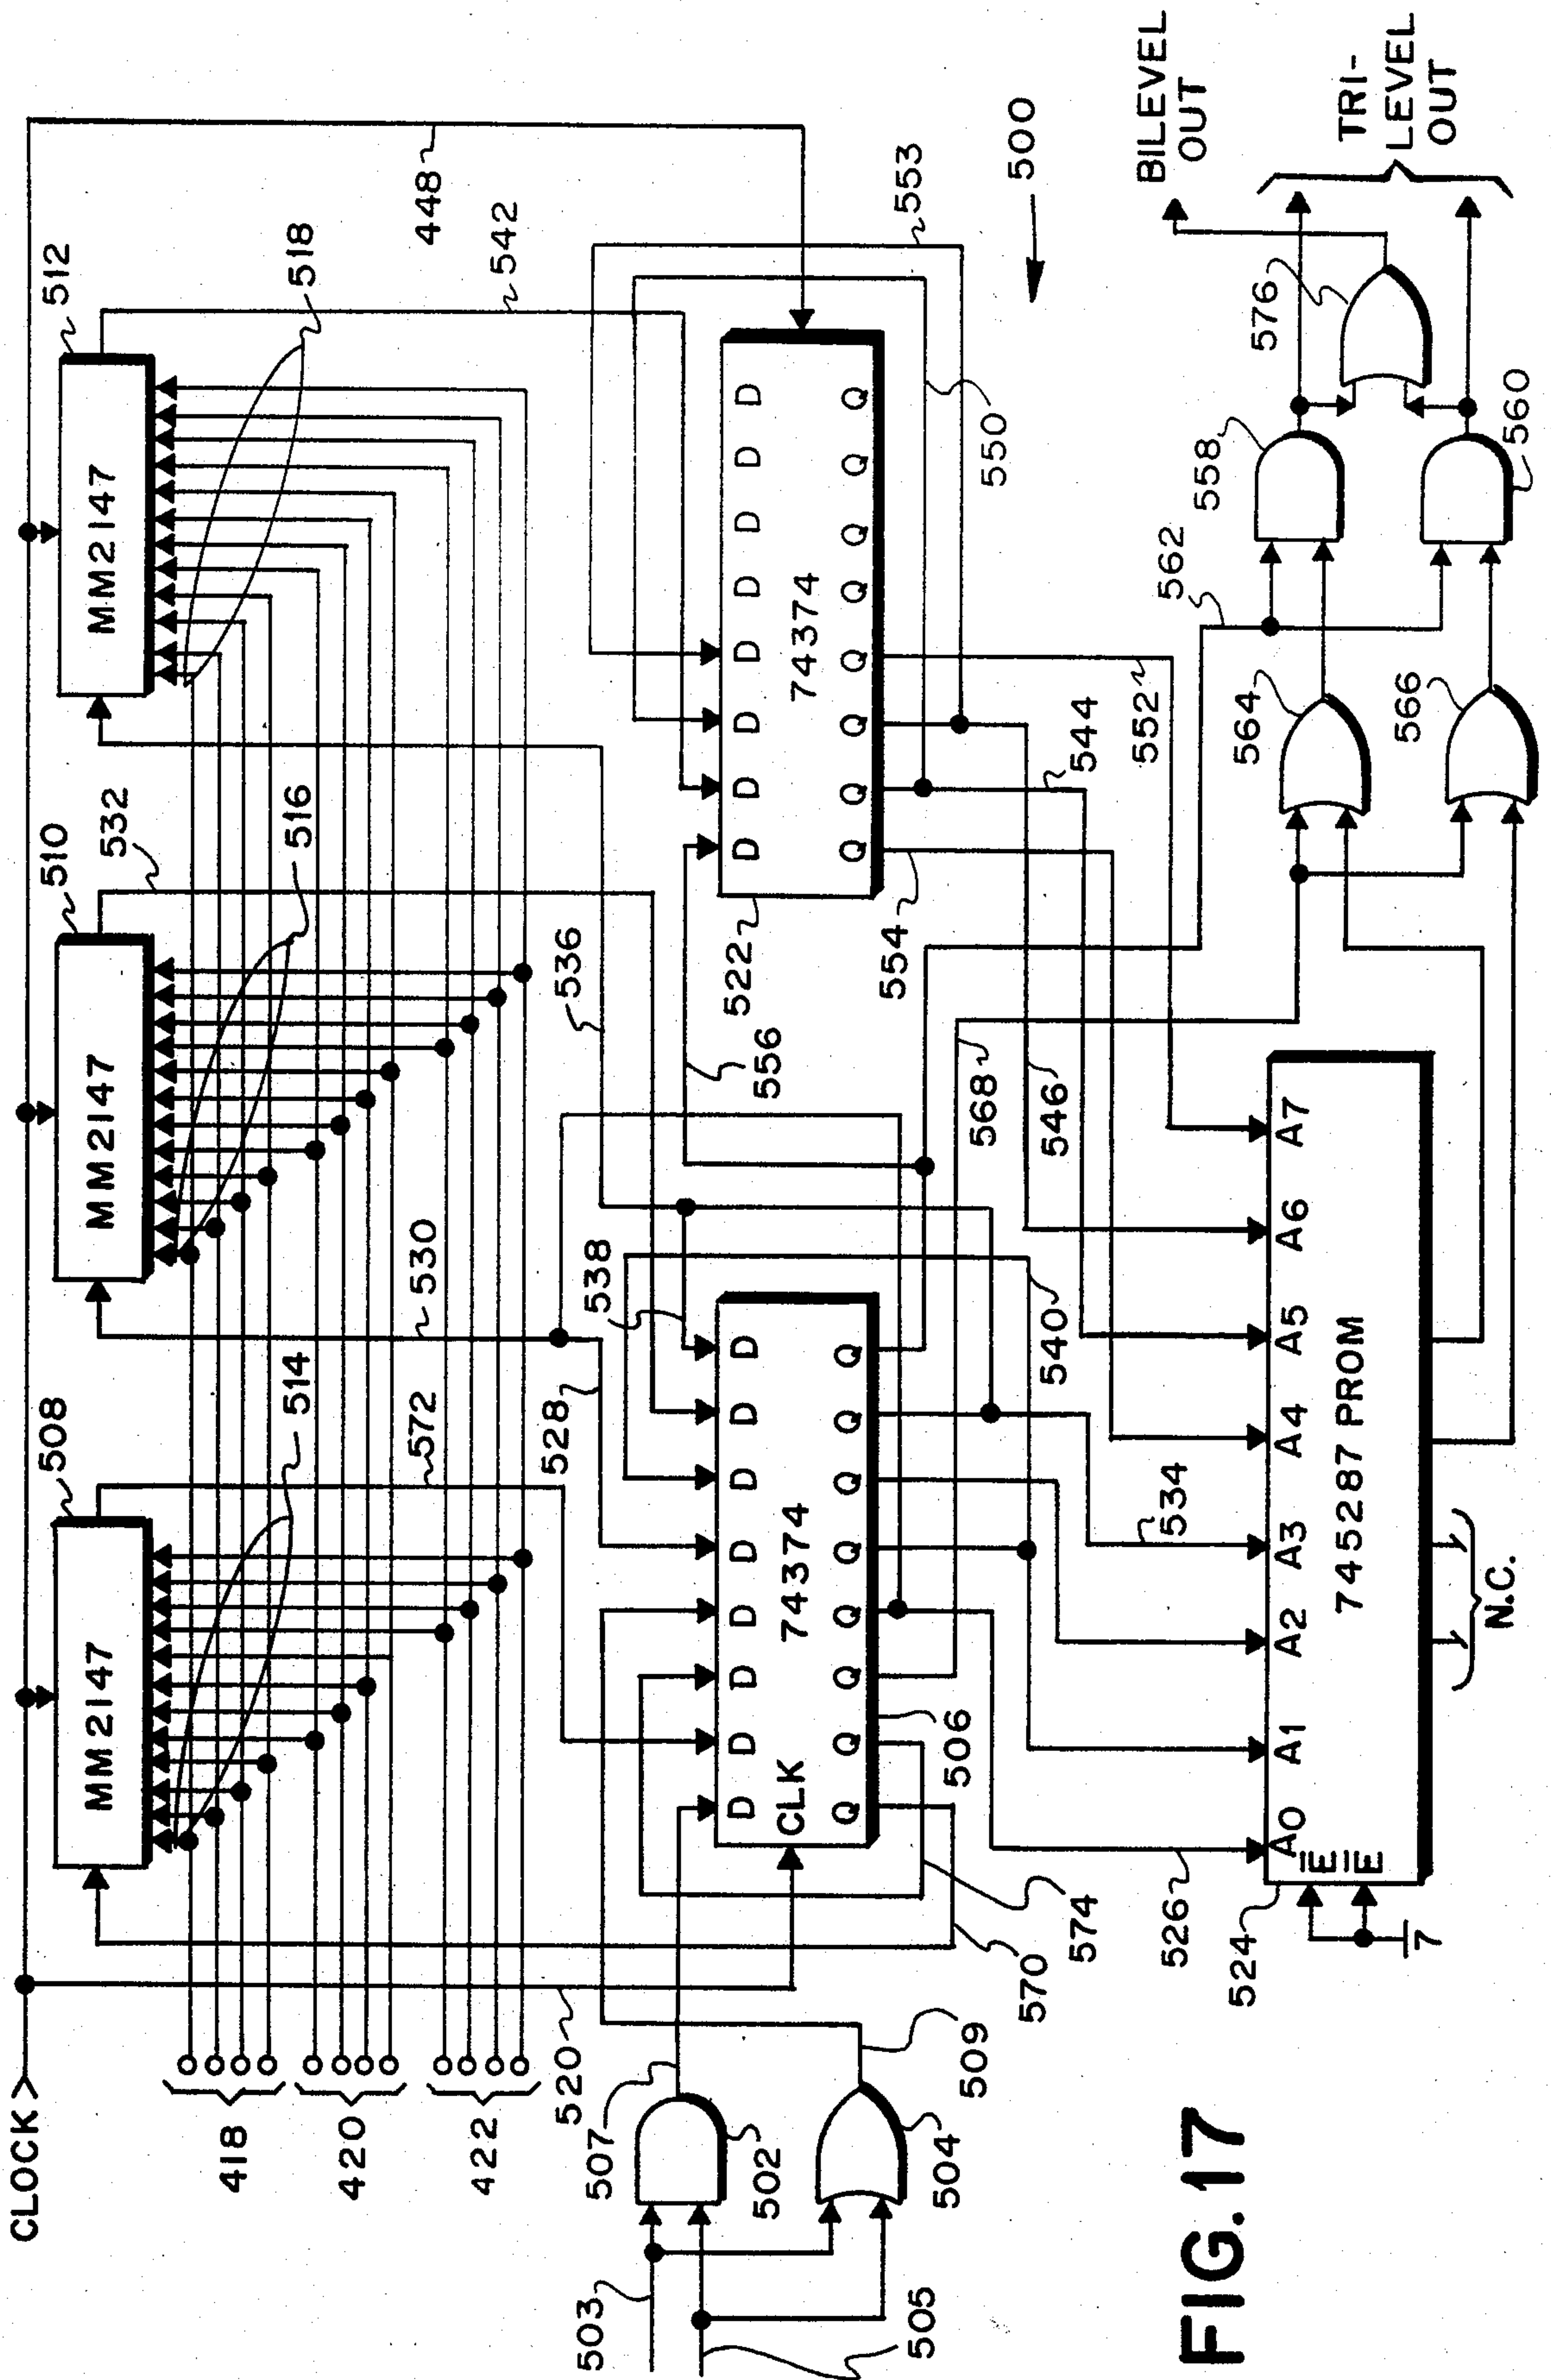 CLOCK >
508
510
512
MM2147
MM2147
MM2147
532
514
516
518
448
542
418
420
422
572
530
528
536
538
520
507
503
502
505
504
509
D D D D D D D D
74374
CLK
Q Q Q Q Q Q Q Q
506
574
570
556
522
D D D D D D D D
74374
Q Q Q Q Q Q Q Q
554
550
553
500
568
546
540
544
552
534
526
524
A0 A1 A2 A3 A4 A5 A6 A7
E
E
745287 PROM
N.C.
7
562
564
566
558
560
576
BILEVEL
OUT
TRI-
LEVEL
OUT
FIG.17